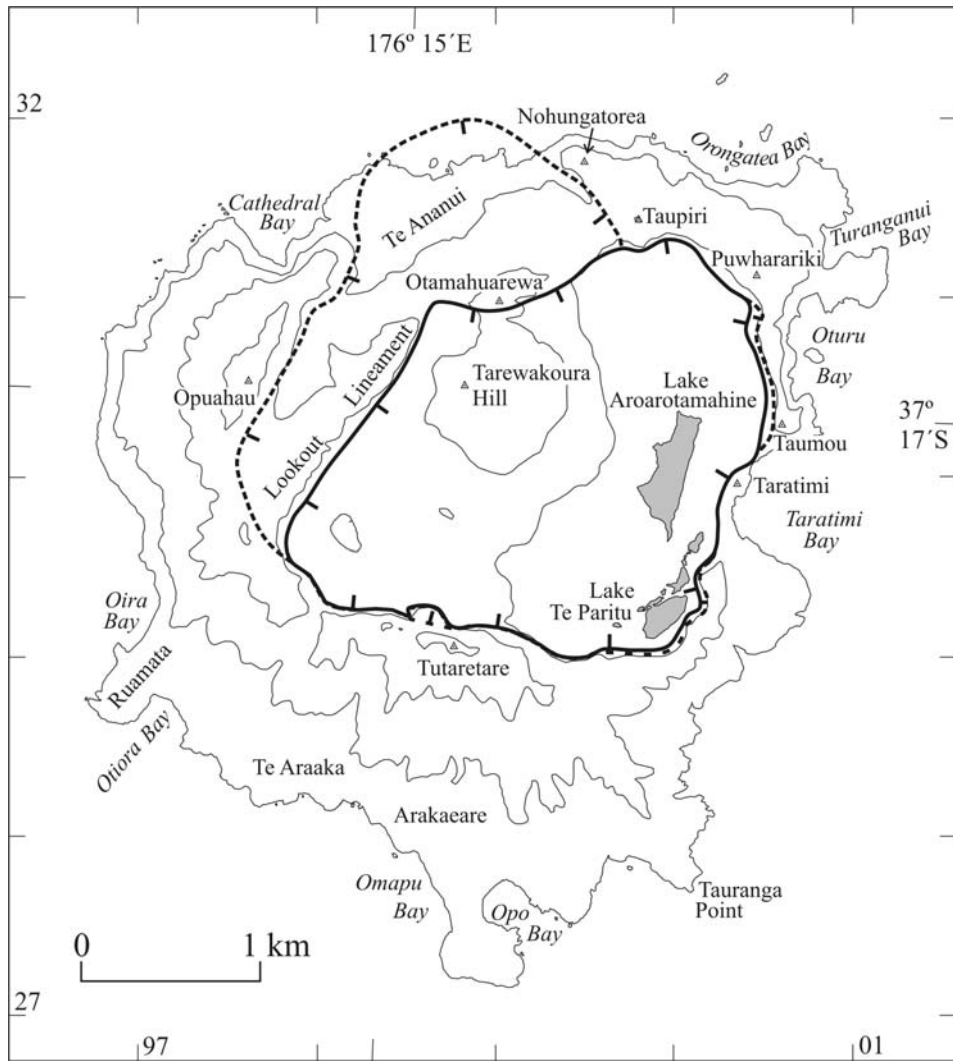 176º 15´E
32
Nohungatorea
Orongatea Bay
Cathedral
Bay
Te Ananui
Taupiri
Turanganui
Bay
Puwharariki
Otamahuarewa
Oturu
Bay
Lookout Lineament
Opuahau
Tarewakoura
Hill
Lake
Aroarotamahine
37º
17´S
Taumou
Taratimi
Taratimi
Bay
Oira
Bay
Lake
Te Paritu
Ruamata
Tutaretare
Otiora Bay
Te Araaka
Arakaeare
Omapu
Bay
Opo
Bay
Tauranga
Point
0 1 km
27
97 01